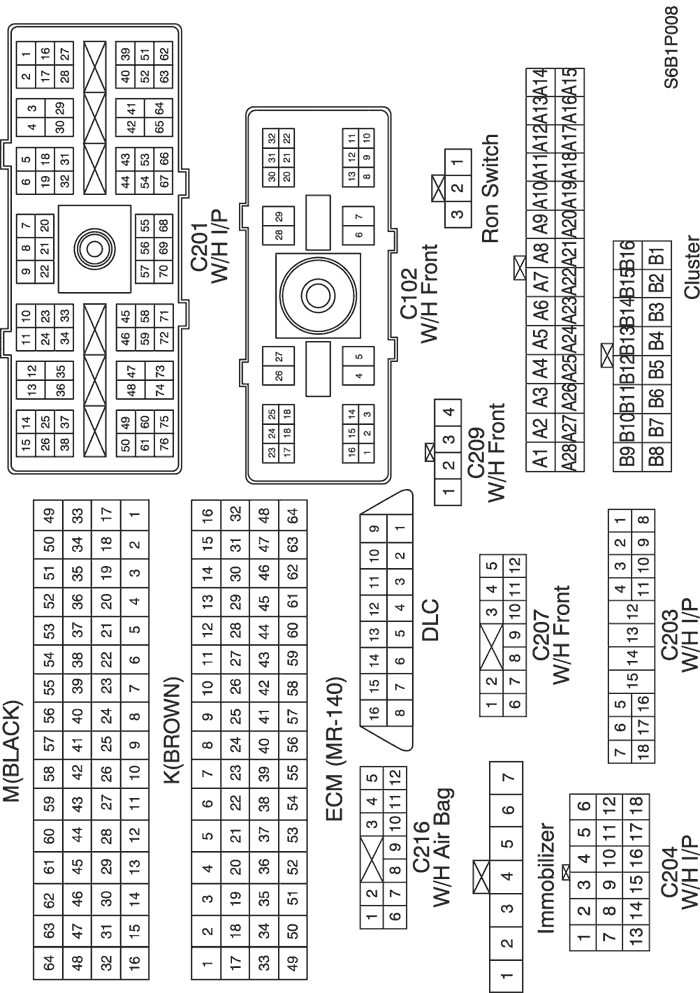 M(BLACK)
64 63 62 61 60 59 58 57 56 55 54 53 52 51 50 49
48 47 46 45 44 43 42 41 40 39 38 37 36 35 34 33
32 31 30 29 28 27 26 25 24 23 22 21 20 19 18 17
16 15 14 13 12 11 10 9 8 7 6 5 4 3 2 1
K(BROWN)
1 2 3 4 5 6 7 8 9 10 11 12 13 14 15 16
17 18 19 20 21 22 23 24 25 26 27 28 29 30 31 32
33 34 35 36 37 38 39 40 41 42 43 44 45 46 47 48
49 50 51 52 53 54 55 56 57 58 59 60 61 62 63 64
ECM (MR-140)
15 14 13 12 11 10 9 8 7 6 5 4 3 2 1
26 25 24 23 19 18 17 16
38 37 36 35 34 33 22 21 20 32 31 30 29 28 27
50 49 48 47 46 45 57 56 55 44 43 42 41 40 39
61 60 59 58 54 53 52 51
76 75 74 73 72 71 70 69 68 67 66 65 64 63 62
C201
W/H I/P
23 24 25 26 27 28 29 30 31 32
17 18 20 21 22
16 15 14 4 5 6 7 13 12 11
1 2 3 8 9 10
C102
W/H Front
1 2 3 4 5
6 7 8 9 10 11 12
C216
W/H Air Bag
16 15 14 13 12 11 10 9
8 7 6 5 4 3 2 1
DLC
1 2 3 4
C209
W/H Front
3 2 1
Ron Switch
1 2 3 4 5 6 7
Immobilizer
1 2 3 4 5
6 7 8 9 10 11 12
C207
W/H Front
A1 A2 A3 A4 A5 A6 A7 A8 A9 A10 A11 A12 A13 A14
A28 A27 A26 A25 A24 A23 A22 A21 A20 A19 A18 A17 A16 A15
1 2 3 4 5 6
7 8 9 10 11 12
13 14 15 16 17 18
C204
W/H I/P
7 6 5 4 3 2 1
18 17 16 15 14 13 12 11 10 9 8
C203
W/H I/P
B9 B10 B11 B12 B13 B14 B15 B16
B8 B7 B6 B5 B4 B3 B2 B1
Cluster
S6B1P008